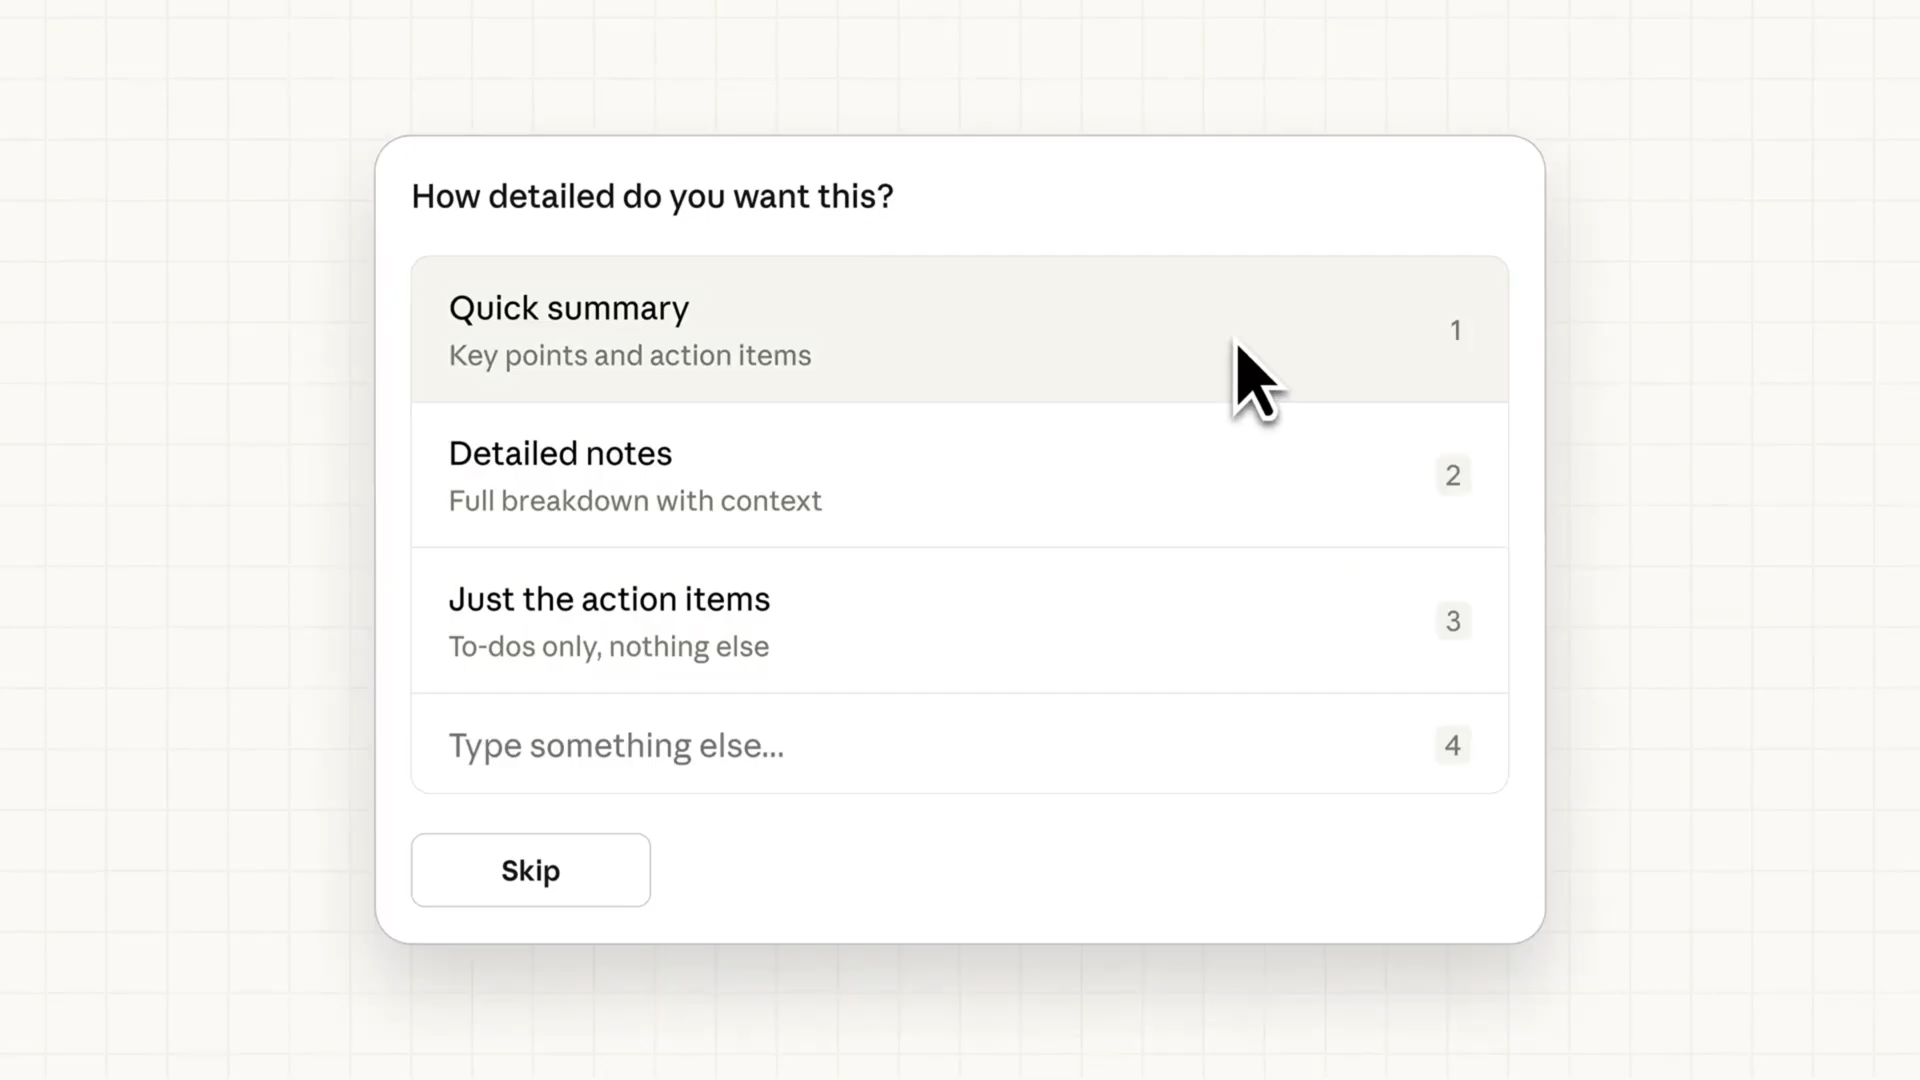 How detailed do you want this?
Quick summary
Key points and action items
1
Detailed notes
Full breakdown with context
2
Just the action items
To-dos only, nothing else
3
Type something else...
4
Skip